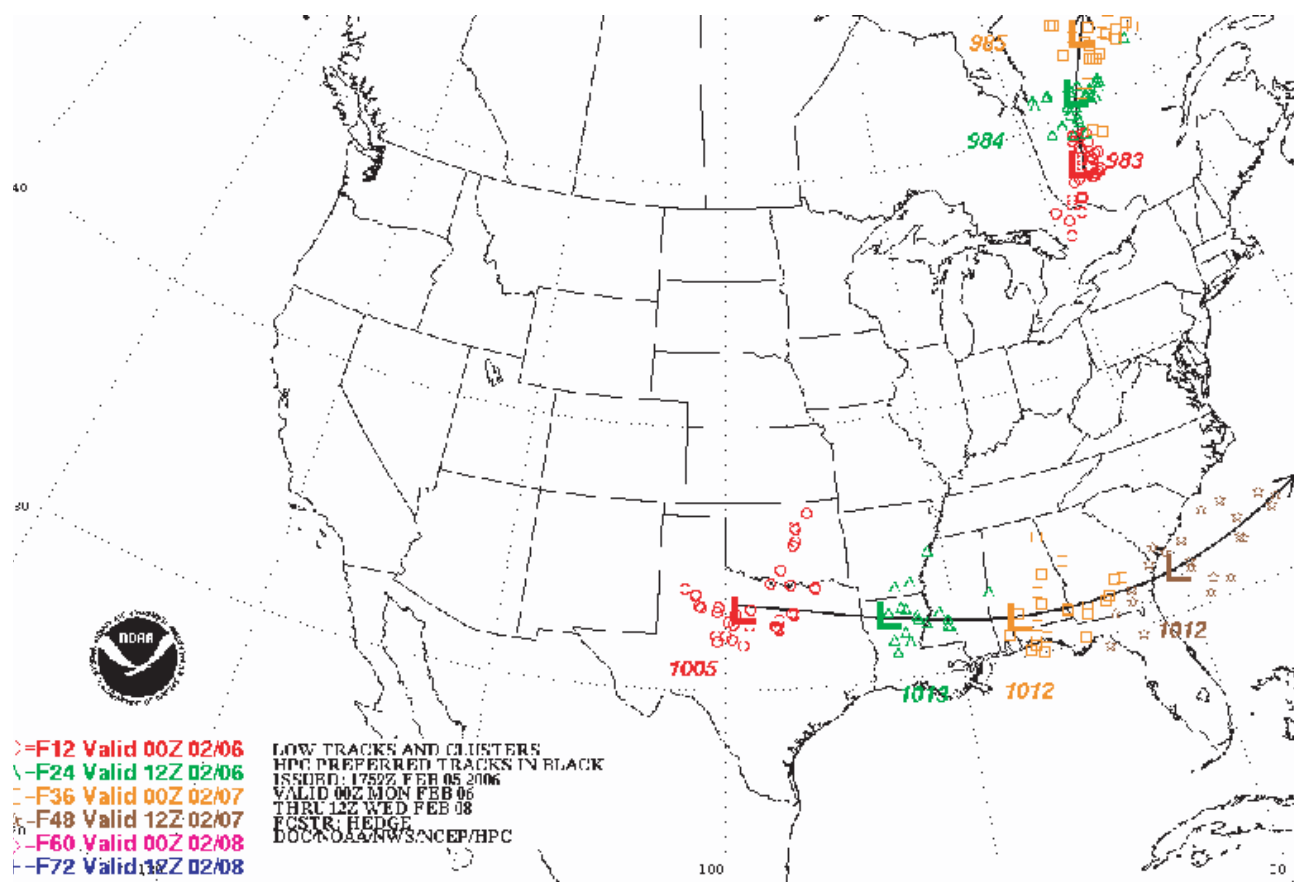 985
984
983
40
30
1005
1013
1012
1012
NOAA
=F12 Valid 00Z 02/06
-F24 Valid 12Z 02/06
-F36 Valid 00Z 02/07
-F48 Valid 12Z 02/07
-F60 Valid 00Z 02/08
-F72 Valid 12Z 02/08
LOW TRACKS AND CLUSTERS
HPC PREFERRED TRACKS IN BLACK
ISSUED: 1759Z FEB 05 2006
VALID 00Z MON FEB 06
THRU 12Z WED FEB 08
FCSTR: HEDGE
DOC/NOAA/NWS/NCEP/HPC
L
L
L
L
L
L
L
100